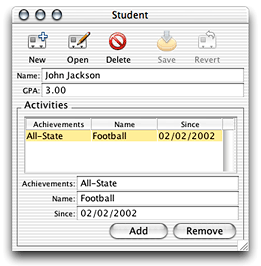 Student
New Open Delete Save Revert
Name: John Jackson
GPA: 3.00
Activities
Achievements Name Since
All-State Football 02/02/2002
Achievements: All-State
Name: Football
Since: 02/02/2002
Add Remove